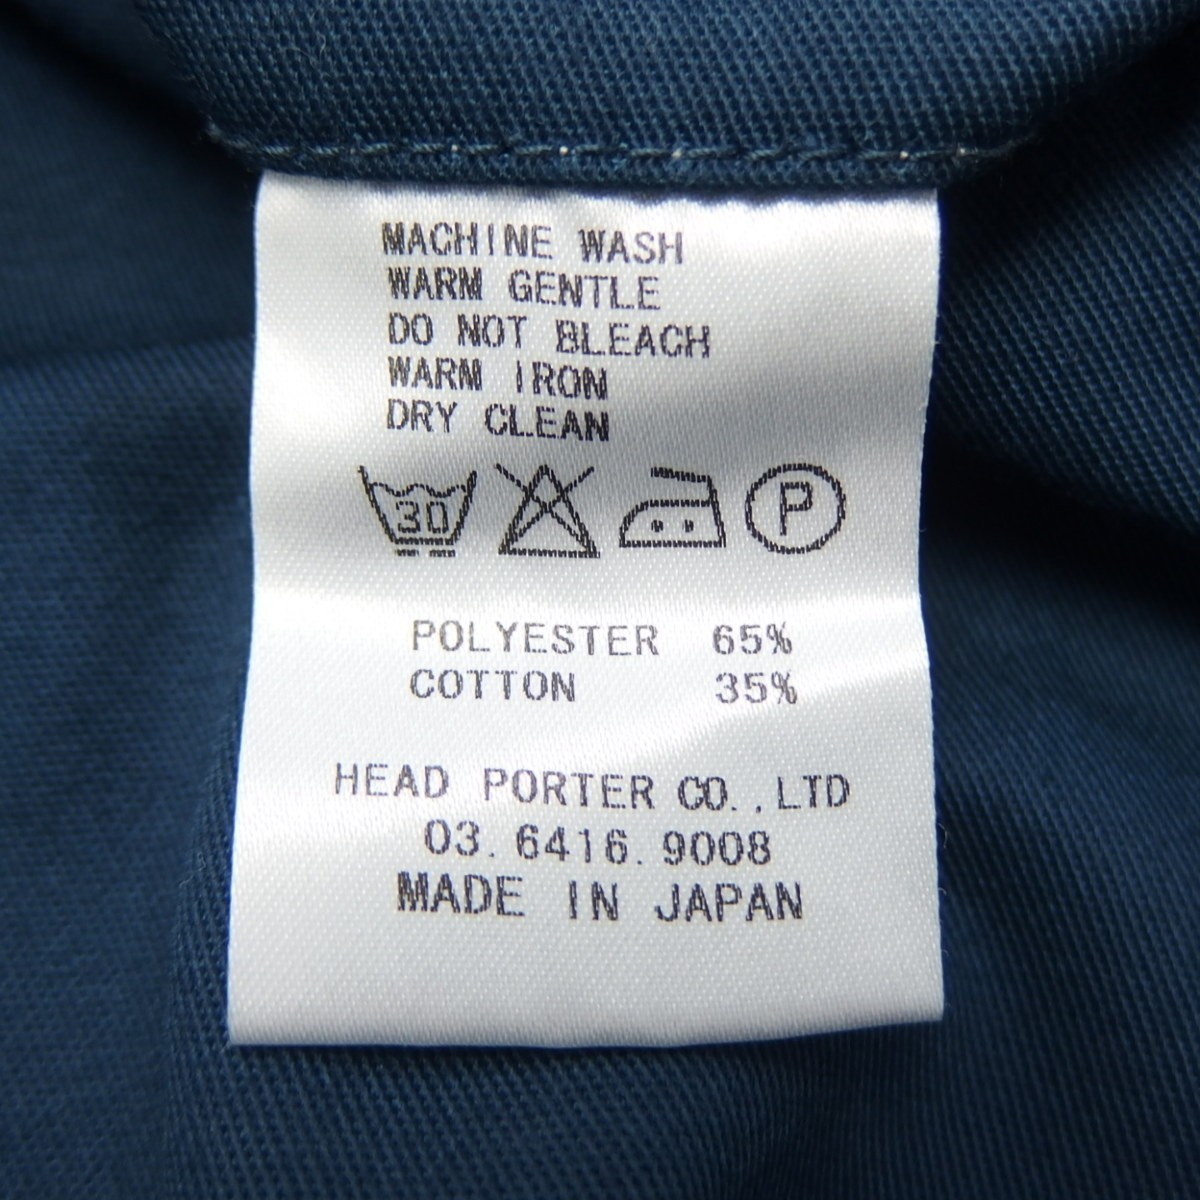 MACHINE WASH
WARM GENTLE
DO NOT BLEACH
WARM IRON
DRY CLEAN
30 P
POLYESTER 65%
COTTON 35%
HEAD PORTER CO.,LTD
03.6416.9008
MADE IN JAPAN